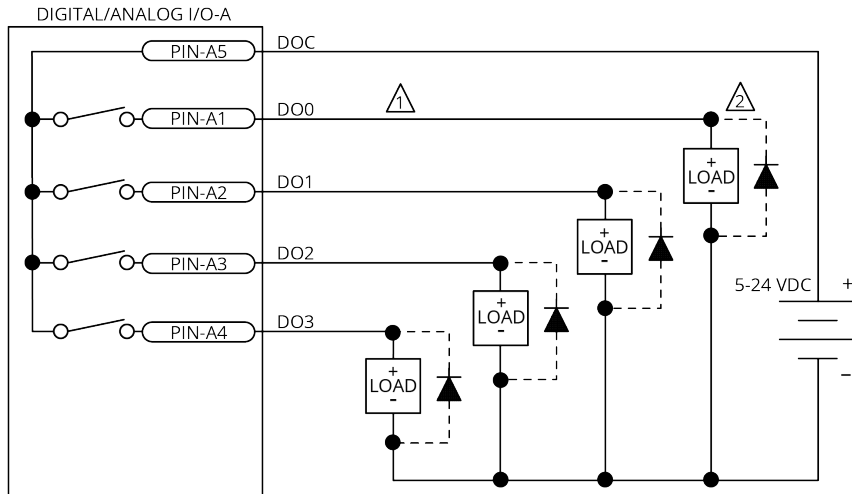 DIGITAL/ANALOG I/O-A
PIN-A5 DOC
1
2
PIN-A1 DO0
+
LOAD
-
PIN-A2 DO1
+
LOAD
-
PIN-A3 DO2
5-24 VDC +
+
LOAD
-
PIN-A4 DO3
+
LOAD
-
-